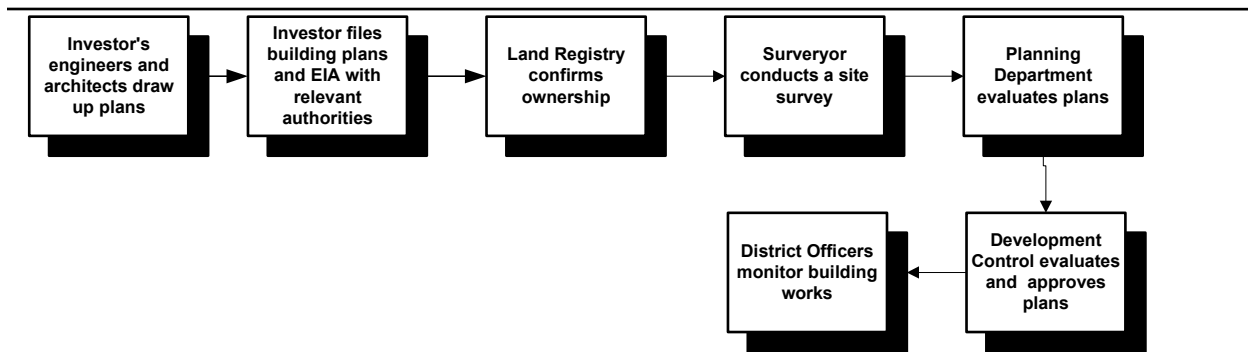 Investor's
engineers and
architects draw
up plans
Investor files
building plans
and EIA with
relevant
authorities
Land Registry
confirms
ownership
Surveryor
conducts a site
survey
Planning
Department
evaluates plans
Development
Control evaluates
and approves
plans
District Officers
monitor building
works